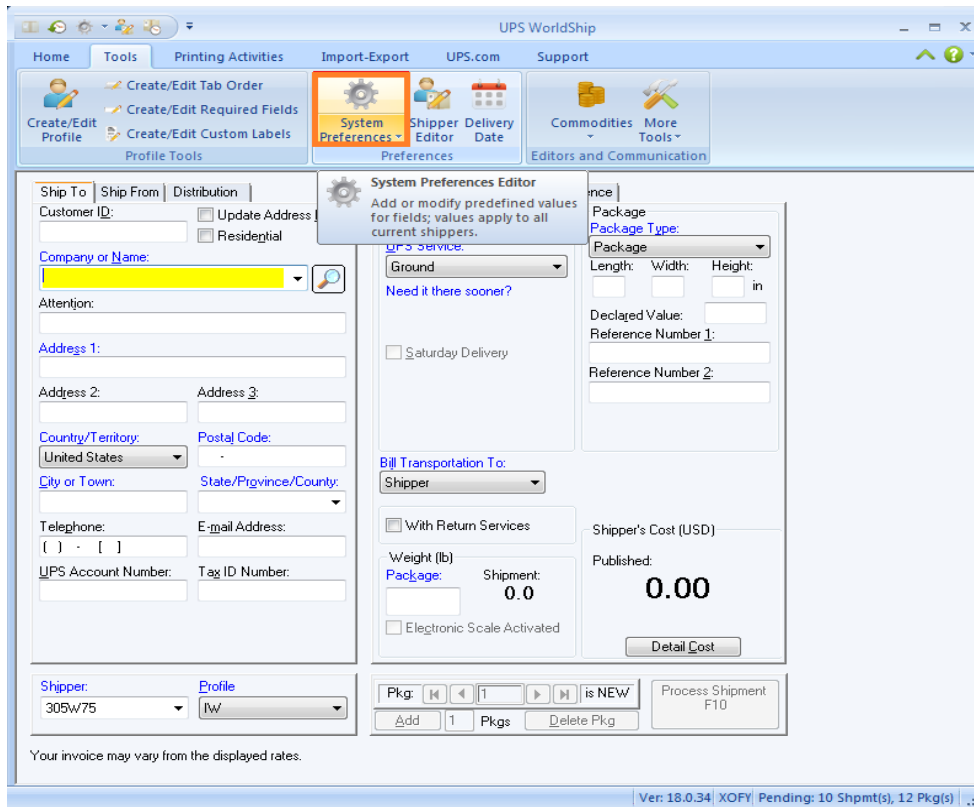 UPS WorldShip
Home Tools Printing Activities Import-Export UPS.com Support
Create/Edit Profile
Create/Edit Tab Order
Create/Edit Required Fields
Create/Edit Custom Labels
Profile Tools
System Preferences
Shipper Editor
Delivery Date
Preferences
Commodities
More Tools
Editors and Communication
System Preferences Editor
Add or modify predefined values
for fields; values apply to all
current shippers.
Ship To Ship From Distribution
Customer ID:
Update Address
Residential
Company or Name:
Attention:
Address 1:
Address 2: Address 3:
Country/Territory: Postal Code:
United States -
City or Town: State/Province/County:
Telephone: E-mail Address:
( ) - [ ]
UPS Account Number: Tax ID Number:
UPS Service:
Ground
Need it there sooner?
Saturday Delivery
Bill Transportation To:
Shipper
With Return Services
Weight (lb)
Package: Shipment:
0.0
Electronic Scale Activated
Package
Package Type:
Package
Length: Width: Height:
in
Declared Value:
Reference Number 1:
Reference Number 2:
Shipper's Cost (USD)
Published:
0.00
Detail Cost
Shipper: Profile
305W75 IW
Pkg: 1 is NEW
Add 1 Pkgs Delete Pkg
Process Shipment
F10
Your invoice may vary from the displayed rates.
Ver: 18.0.34 XOFY Pending: 10 Shpmt(s), 12 Pkg(s)